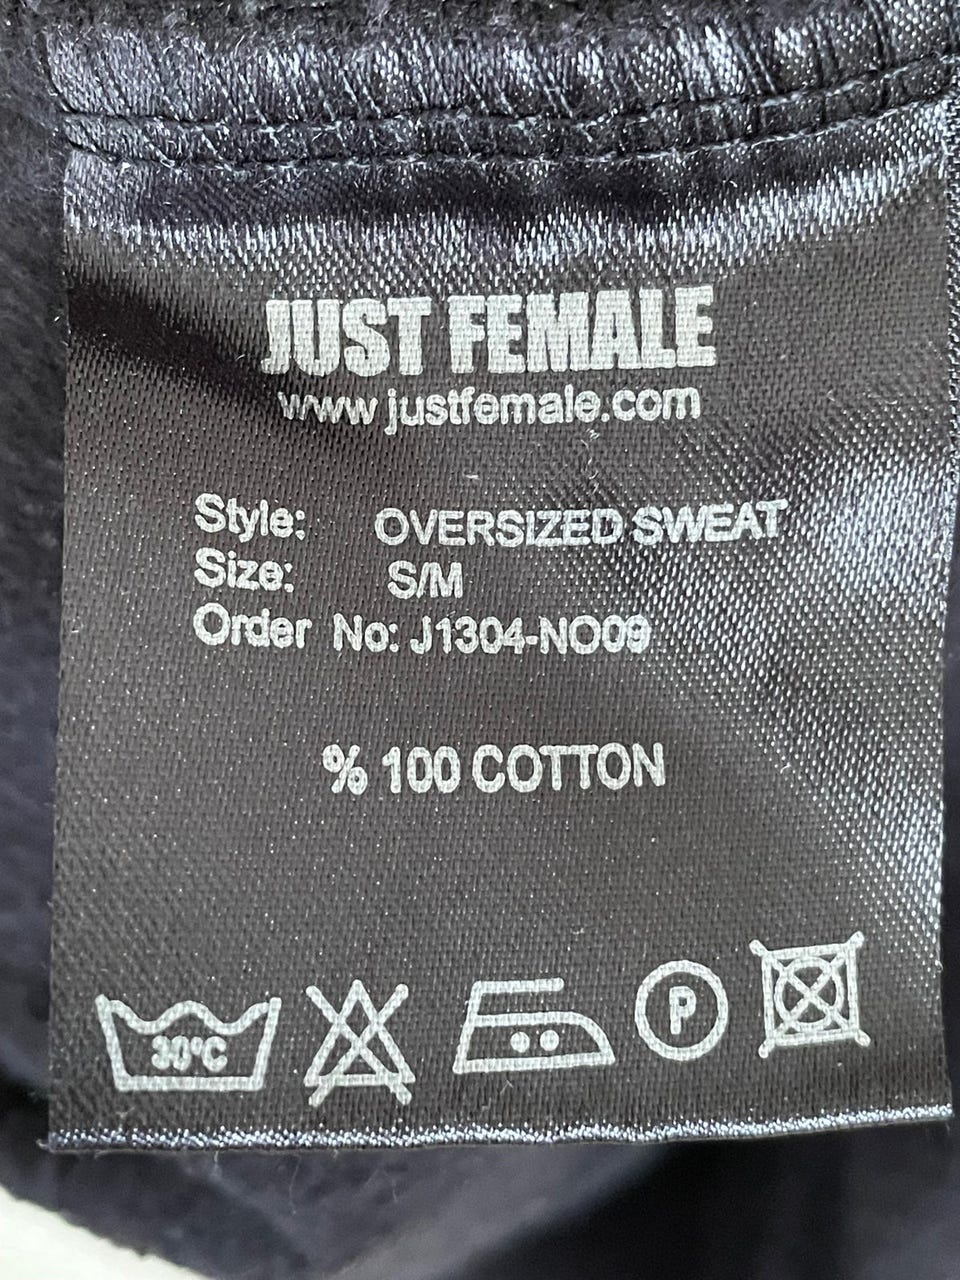 JUST FEMALE
www.justfemale.com
Style: OVERSIZED SWEAT
Size: S/M
Order No: J1304-NO09
% 100 COTTON
30°C
P